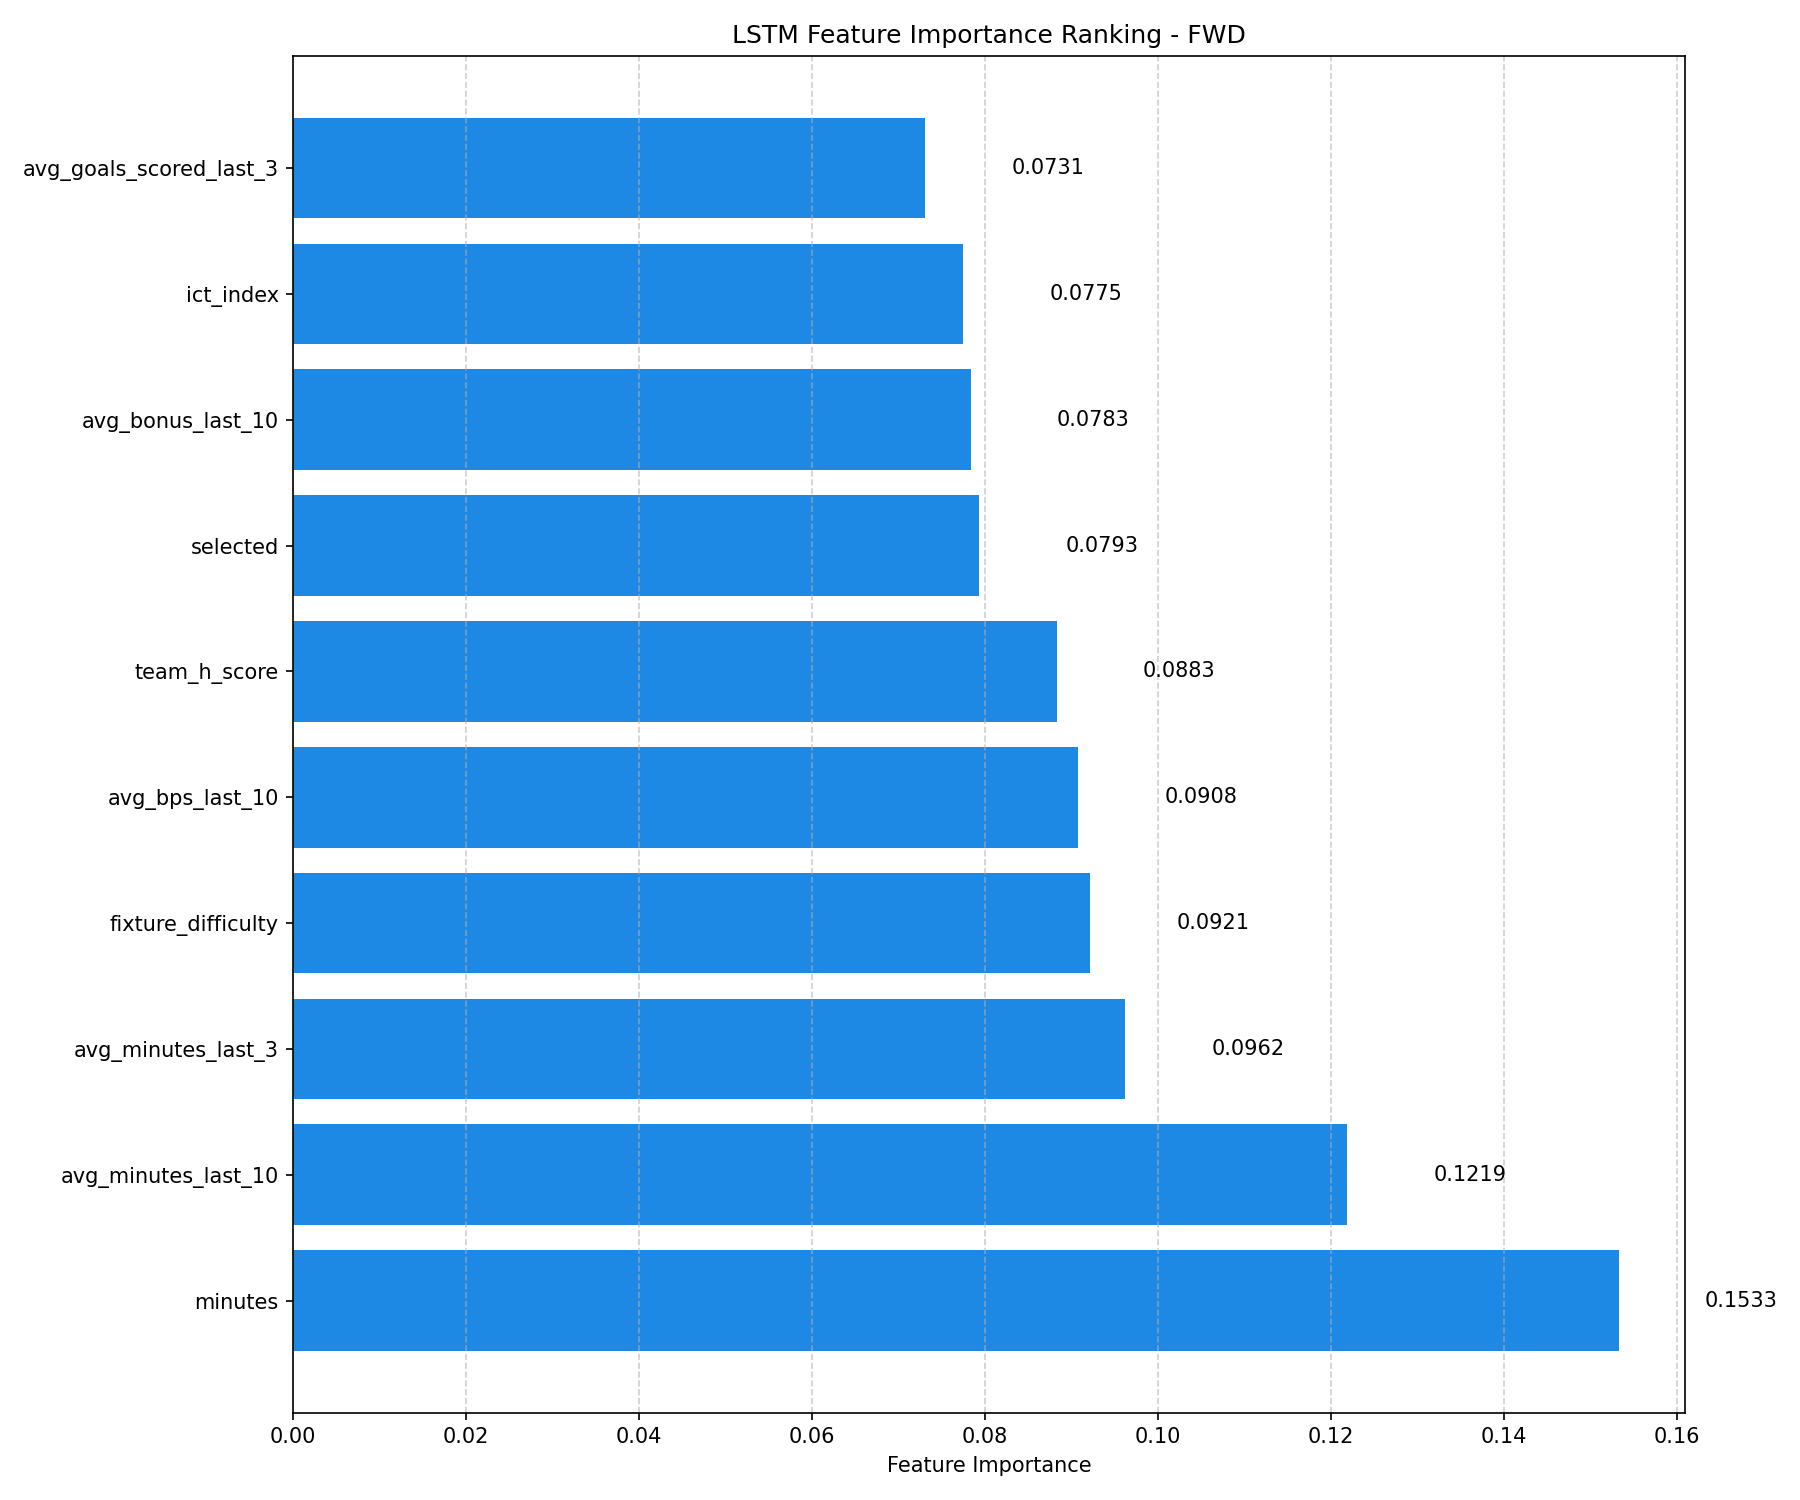 LSTM Feature Importance Ranking - FWD
avg_goals_scored_last_3 0.0731
ict_index 0.0775
avg_bonus_last_10 0.0783
selected 0.0793
team_h_score 0.0883
avg_bps_last_10 0.0908
fixture_difficulty 0.0921
avg_minutes_last_3 0.0962
avg_minutes_last_10 0.1219
minutes 0.1533
0.00 0.02 0.04 0.06 0.08 0.10 0.12 0.14 0.16
Feature Importance